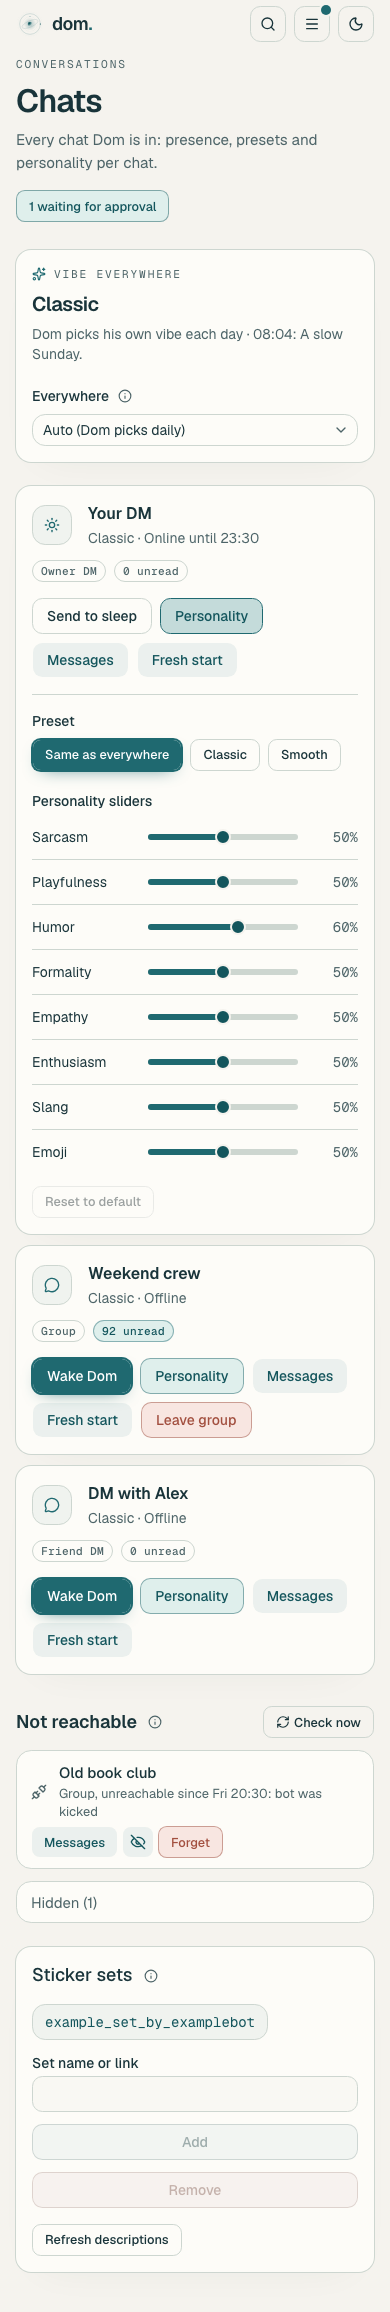 dom.
CONVERSATIONS
Chats
Every chat Dom is in: presence, presets and
personality per chat.
1 waiting for approval
VIBE EVERYWHERE
Classic
Dom picks his own vibe each day · 08:04: A slow
Sunday.
Everywhere
Auto (Dom picks daily)
Your DM
Classic · Online until 23:30
Owner DM 0 unread
Send to sleep Personality
Messages Fresh start
Preset
Same as everywhere Classic Smooth
Personality sliders
Sarcasm 50%
Playfulness 50%
Humor 60%
Formality 50%
Empathy 50%
Enthusiasm 50%
Slang 50%
Emoji 50%
Reset to default
Weekend crew
Classic · Offline
Group 92 unread
Wake Dom Personality Messages
Fresh start Leave group
DM with Alex
Classic · Offline
Friend DM 0 unread
Wake Dom Personality Messages
Fresh start
Not reachable Check now
Old book club
Group, unreachable since Fri 20:30: bot was
kicked
Messages Forget
Hidden (1)
Sticker sets
example_set_by_examplebot
Set name or link
Add
Remove
Refresh descriptions